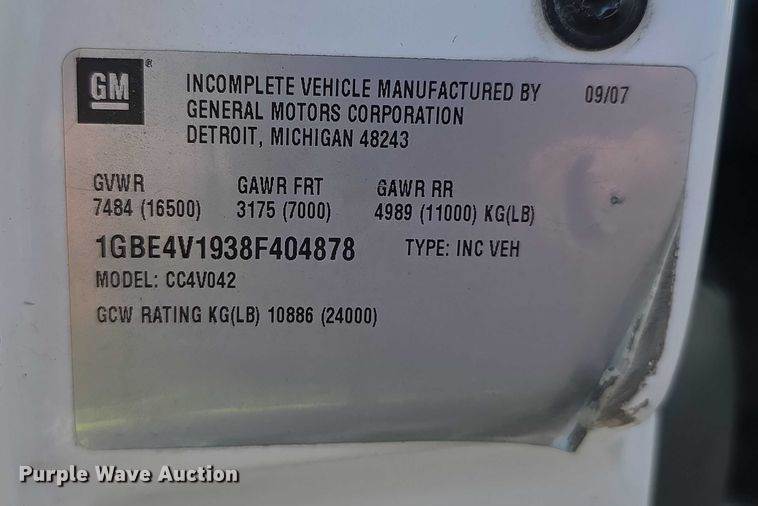 GM® INCOMPLETE VEHICLE MANUFACTURED BY 09/07
GENERAL MOTORS CORPORATION
DETROIT, MICHIGAN 48243
GVWR GAWR FRT GAWR RR
7484 (16500) 3175 (7000) 4989 (11000) KG(LB)
1GBE4V1938F404878 TYPE: INC VEH
MODEL: CC4V042
GCW RATING KG(LB) 10886 (24000)
Purple Wave Auction